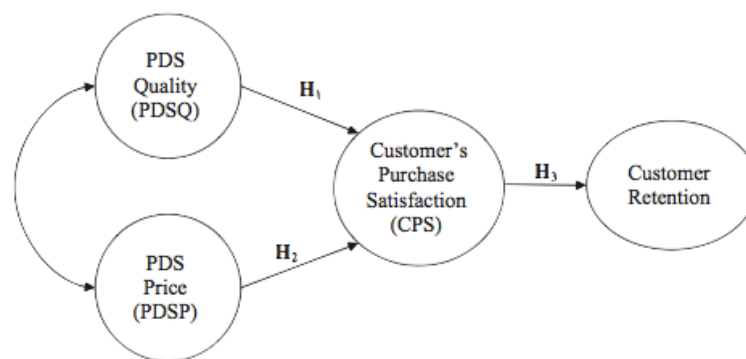 PDS
Quality
(PDSQ)
H₁
Customer’s
Purchase
Satisfaction
(CPS)
H₃
Customer
Retention
PDS
Price
(PDSP)
H₂